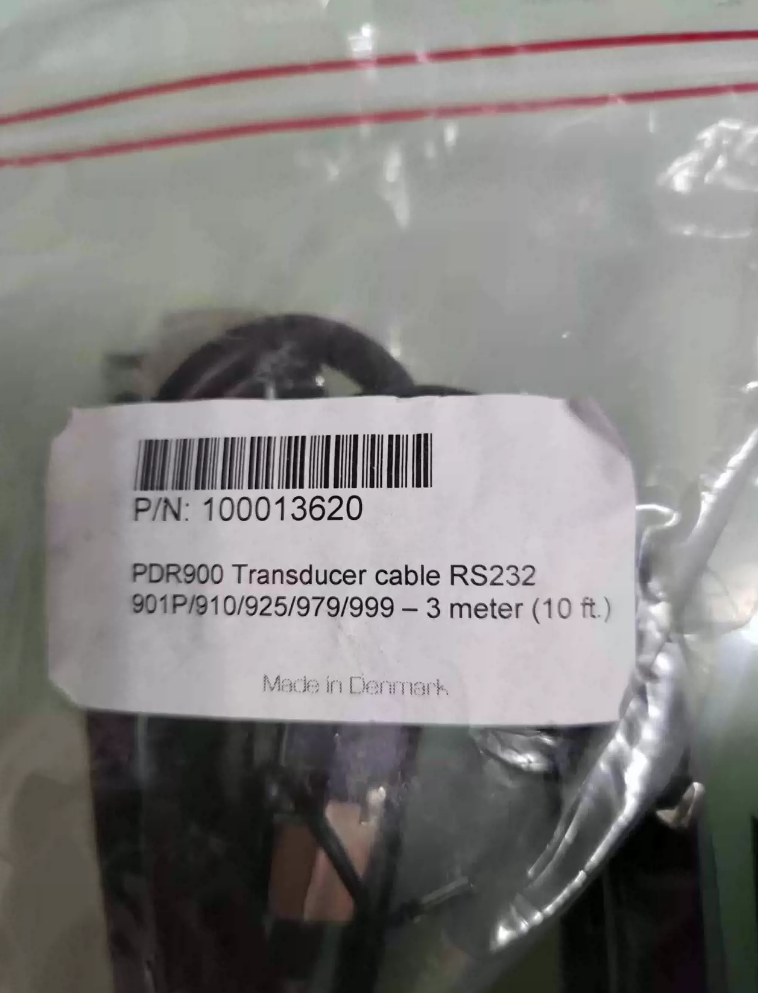 P/N: 100013620
PDR900 Transducer cable RS232
901P/910/925/979/999 – 3 meter (10 ft.)
Made in Denmark